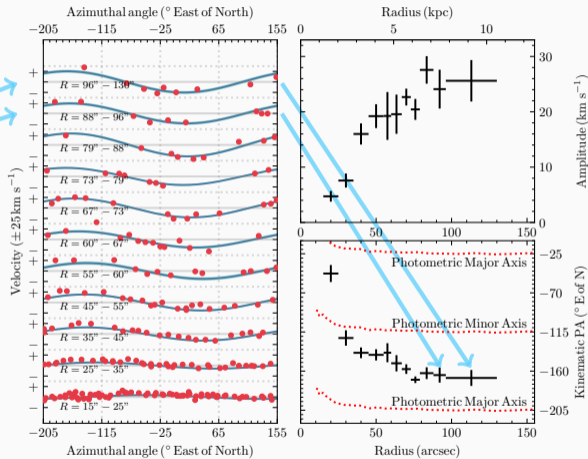 Azimuthal angle (° East of North)
−205 −115 −25 65 155
Radius (kpc)
0 5 10
Velocity (± 25 km s⁻¹)
+
−
R = 96" − 130"
+
−
R = 88" − 96"
+
−
R = 79" − 88"
+
−
R = 73" − 79"
+
−
R = 67" − 73"
+
−
R = 60" − 67"
+
−
R = 55" − 60"
+
−
R = 45" − 55"
+
−
R = 35" − 45"
+
−
R = 25" − 35"
+
−
R = 15" − 25"
−205 −115 −25 65 155
Azimuthal angle (° East of North)
30
20
10
0
Amplitude (km s⁻¹)
Photometric Major Axis
Photometric Minor Axis
Photometric Major Axis
−25
−70
−115
−160
−205
Kinematic PA (° E.of N)
0 50 100 150
Radius (arcsec)